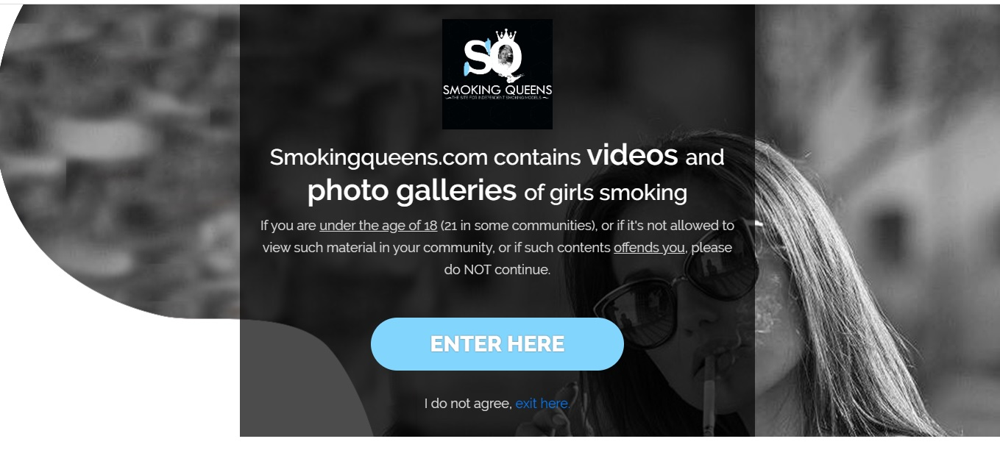 SQ
SMOKING QUEENS
THE SITE FOR INDEPENDENT SMOKING MODELS
Smokingqueens.com contains videos and
photo galleries of girls smoking
If you are under the age of 18 (21 in some communities), or if it's not allowed to
view such material in your community, or if such contents offends you, please
do NOT continue.
ENTER HERE
I do not agree, exit here.